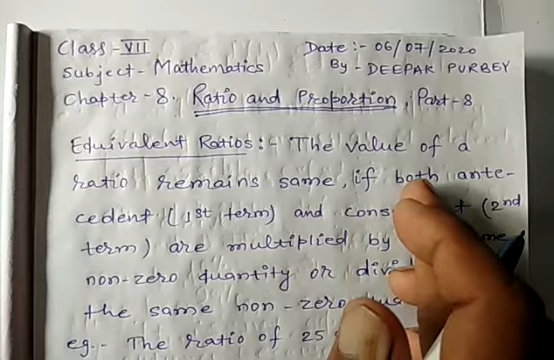 Class-VII Date:- 06/07/2020
Subject- Mathematics By- DEEPAK PURBEY
Chapter-8. Ratio and Proportion, Part-8
Equivalent Ratios:- The value of a
ratio remains same, if both ante-
cedent (1st term) and (2nd
term) are multiplied by
non-zero quantity or
the same non-zero
eg:- The ratio of 25